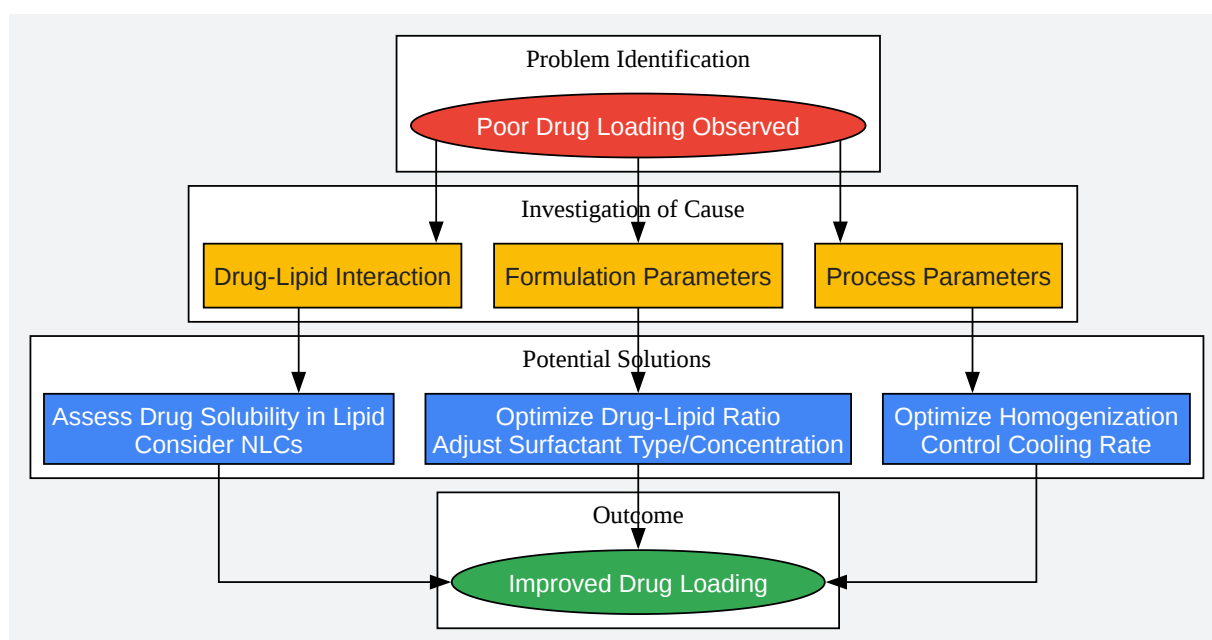 Problem Identification
Poor Drug Loading Observed
Investigation of Cause
Drug-Lipid Interaction
Formulation Parameters
Process Parameters
Potential Solutions
Assess Drug Solubility in Lipid
Consider NLCs
Optimize Drug-Lipid Ratio
Adjust Surfactant Type/Concentration
Optimize Homogenization
Control Cooling Rate
Outcome
Improved Drug Loading